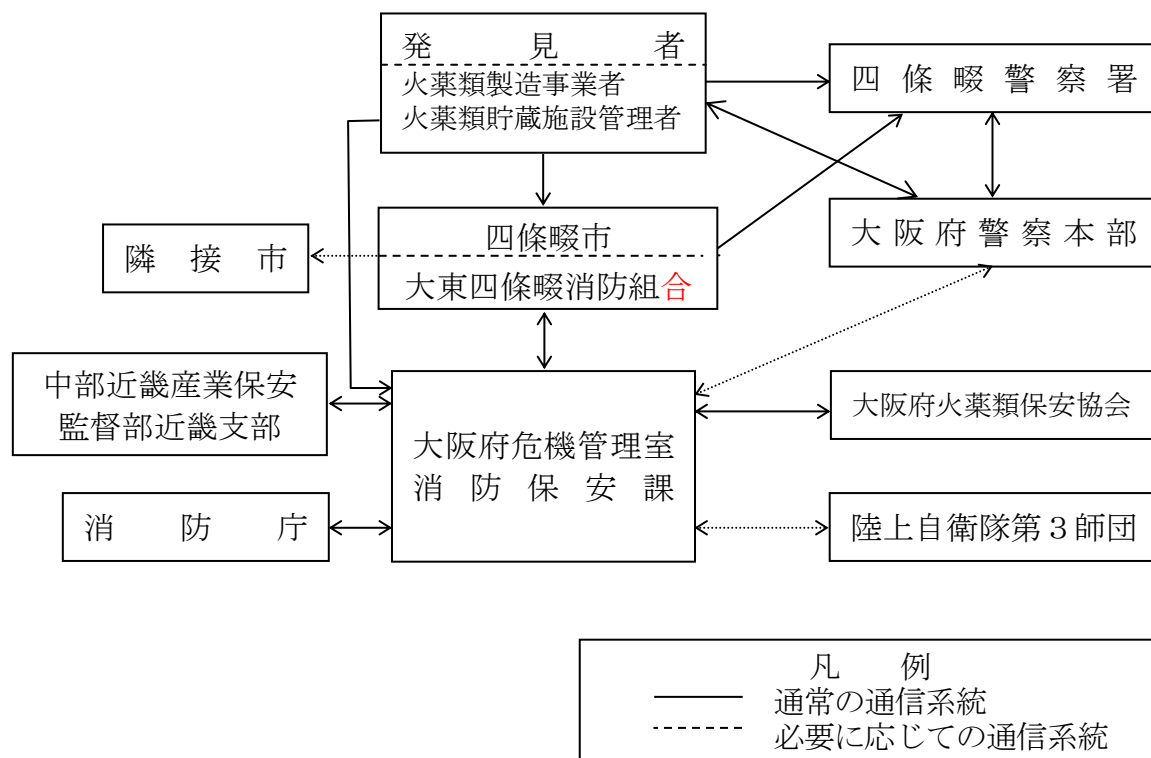 発見者
火薬類製造事業者
火薬類貯蔵施設管理者
四條畷警察署
大阪府警察本部
四條畷市
大東四條畷消防組合
隣接市
中部近畿産業保安
監督部近畿支部
大阪府危機管理室
消防保安課
大阪府火薬類保安協会
消防庁
陸上自衛隊第３師団
凡例
通常の通信系統
必要に応じての通信系統